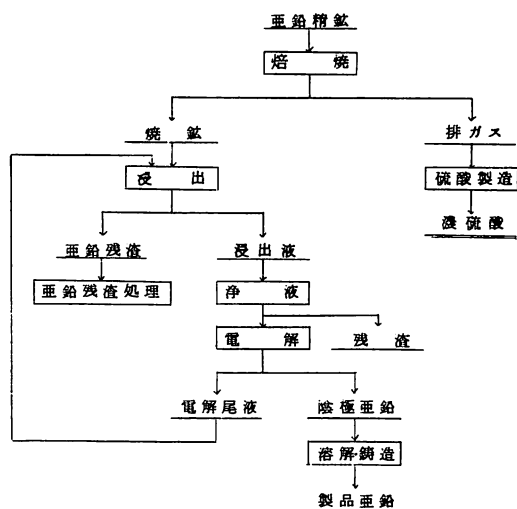 亜鉛精鉱
焙焼
焼鉱
排ガス
浸出
硫酸製造
濃硫酸
亜鉛残渣
浸出液
亜鉛残渣処理
浄液
電解
残渣
電解尾液
陰極亜鉛
溶解鋳造
製品亜鉛